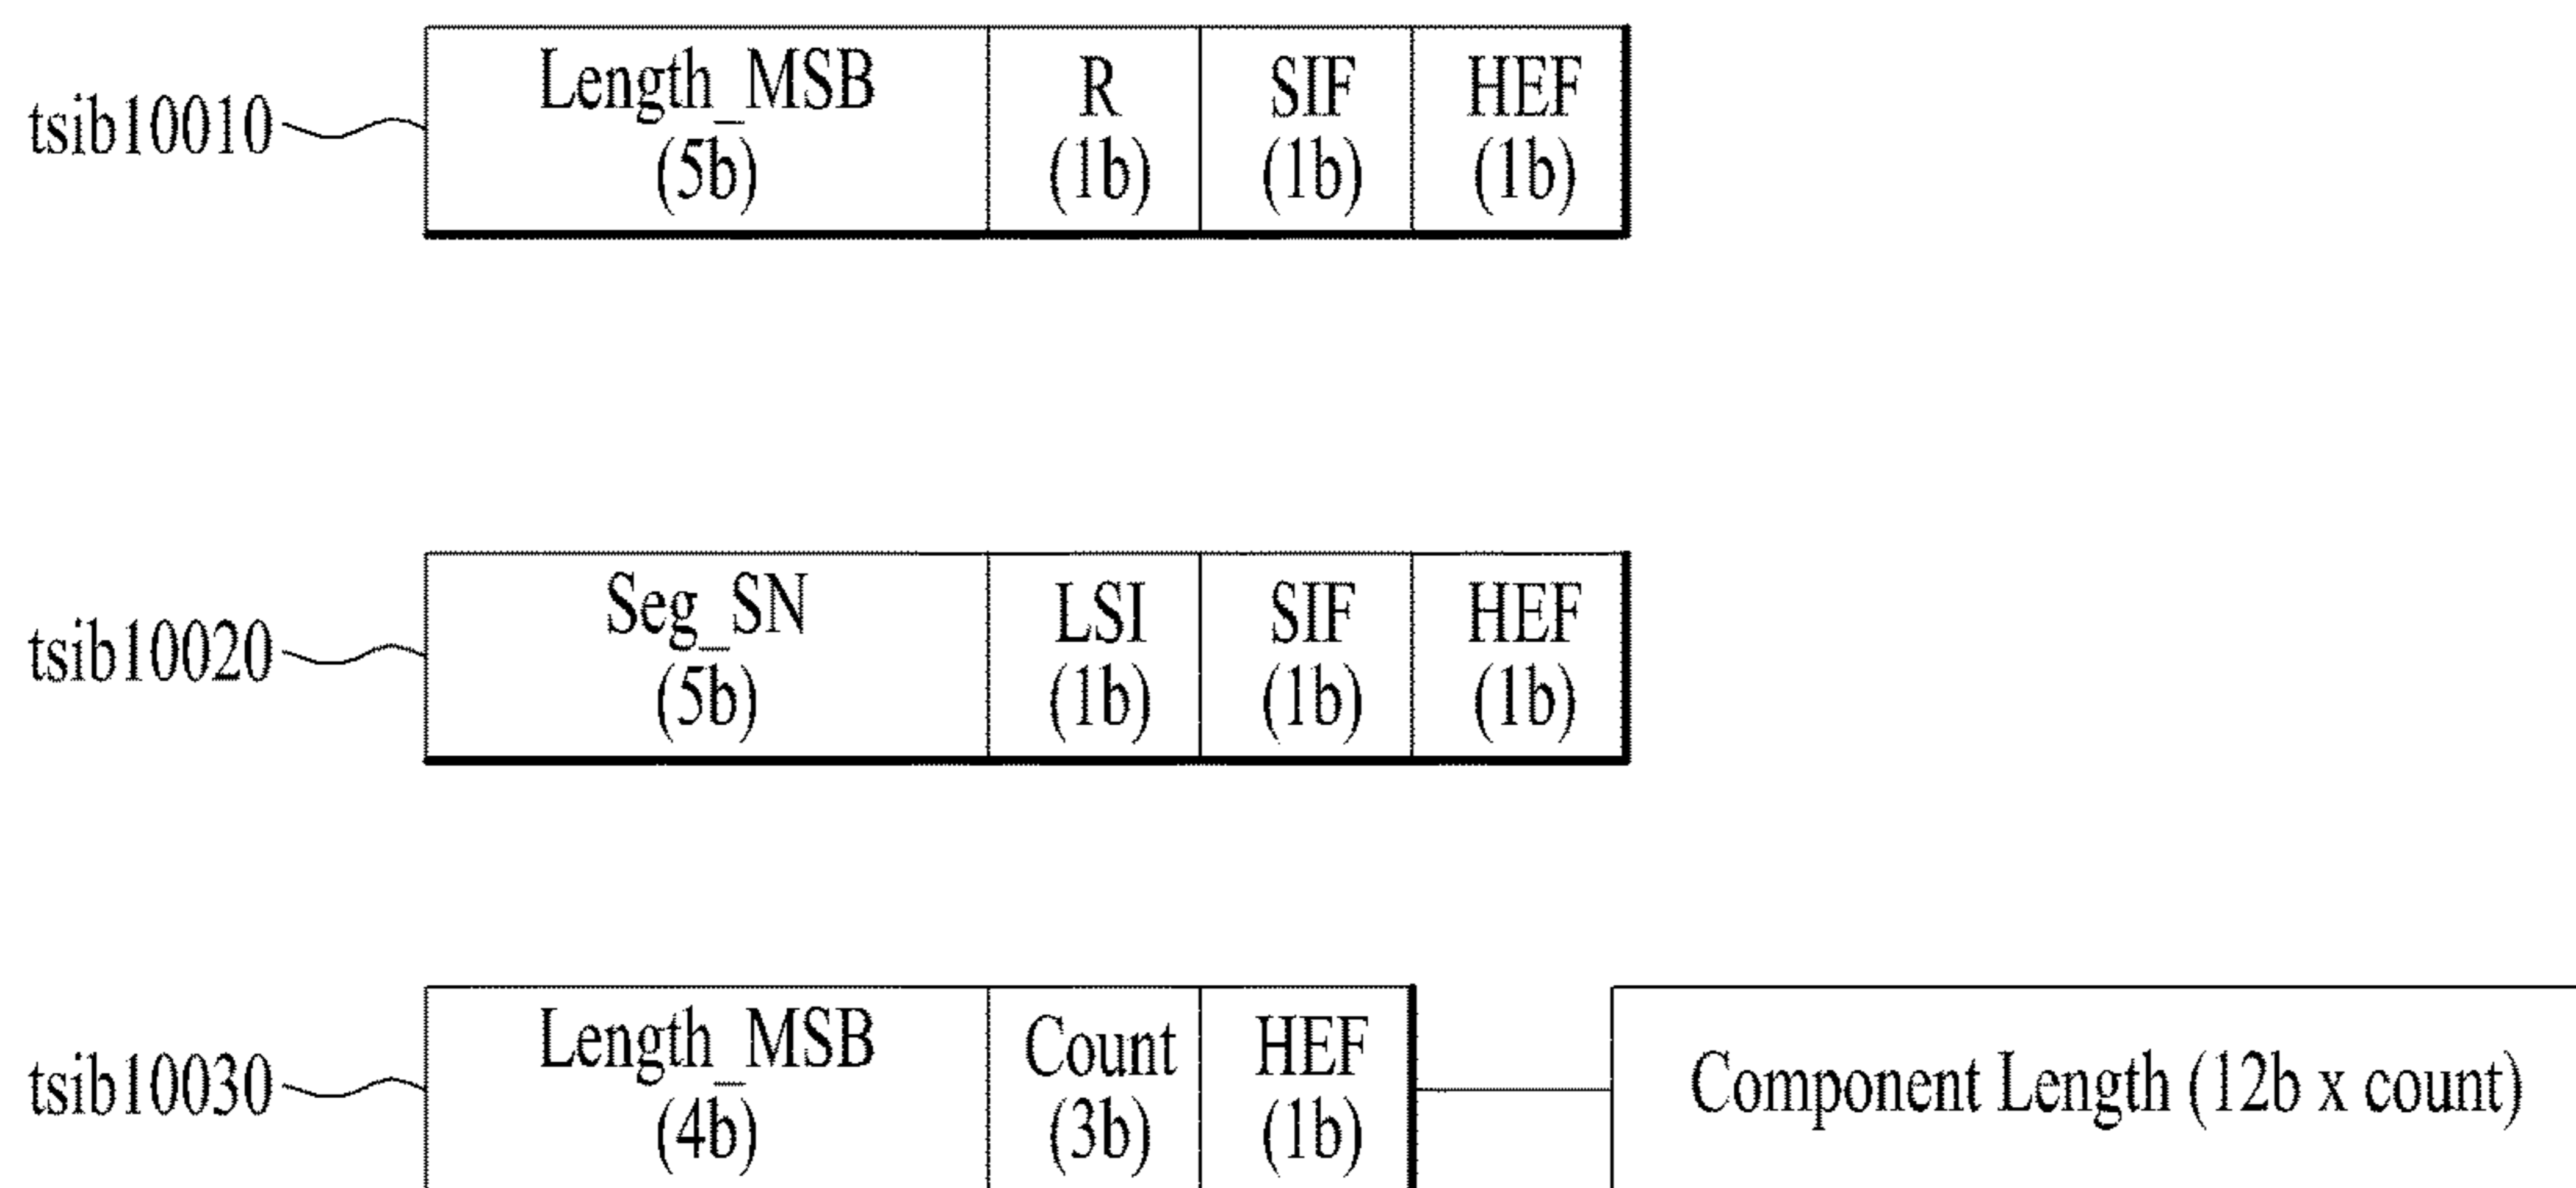 tsib10010
Length_MSB R SIF HEF
(5b) (1b) (1b) (1b)
tsib10020
Seg_SN LSI SIF HEF
(5b) (1b) (1b) (1b)
tsib10030
Length_MSB Count HEF
(4b) (3b) (1b)
Component Length (12b x count)